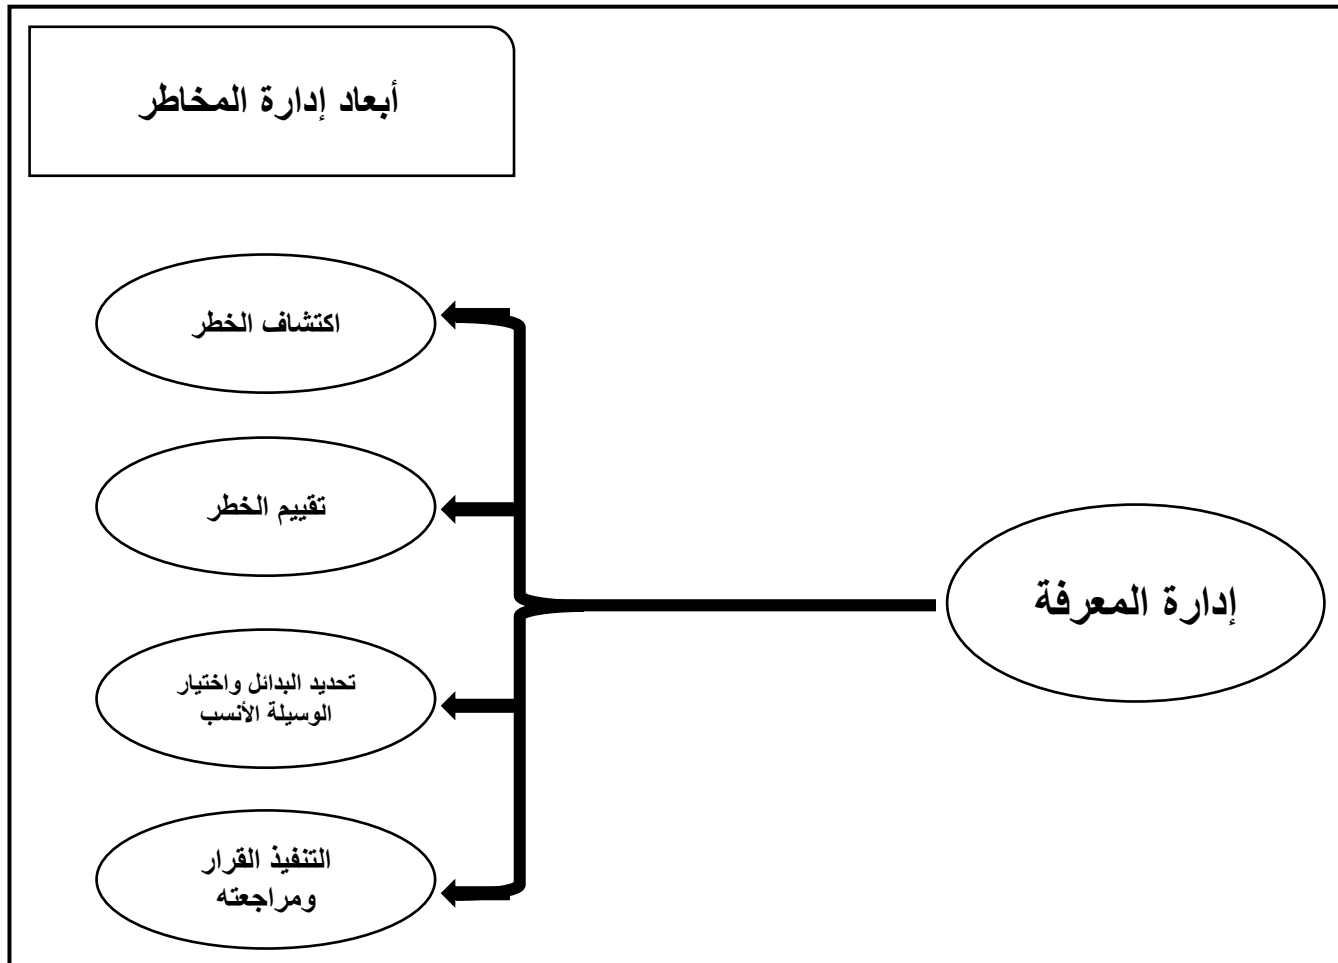 أبعاد إدارة المخاطر
اكتشاف الخطر
تقييم الخطر
إدارة المعرفة
تحديد البدائل واختيار
الوسيلة الأنسب
التنفيذ القرار
ومراجعته